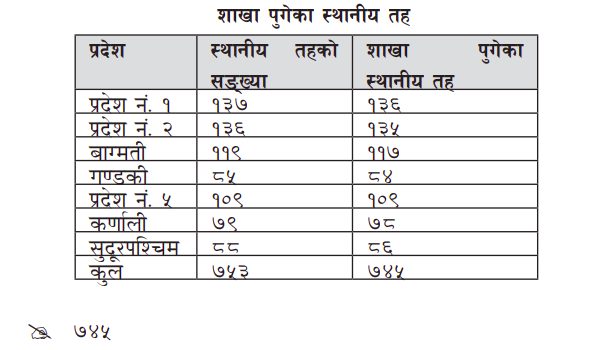 शाखा पुगेका स्थानीय तह
प्रदेश स्थानीय तहको शाखा पुगेका
सङ्ख्या स्थानीय तह
प्रदेश नं. १ १३७ १३६
प्रदेश नं. २ १३६ १३५
बाग्मती ११९ ११७
गण्डकी ८५ ८४
प्रदेश नं. ५ १०९ १०९
कर्णाली ७९ ७८
सुदूरपश्चिम ८८ ८६
कुल ७५३ ७४५
७४५